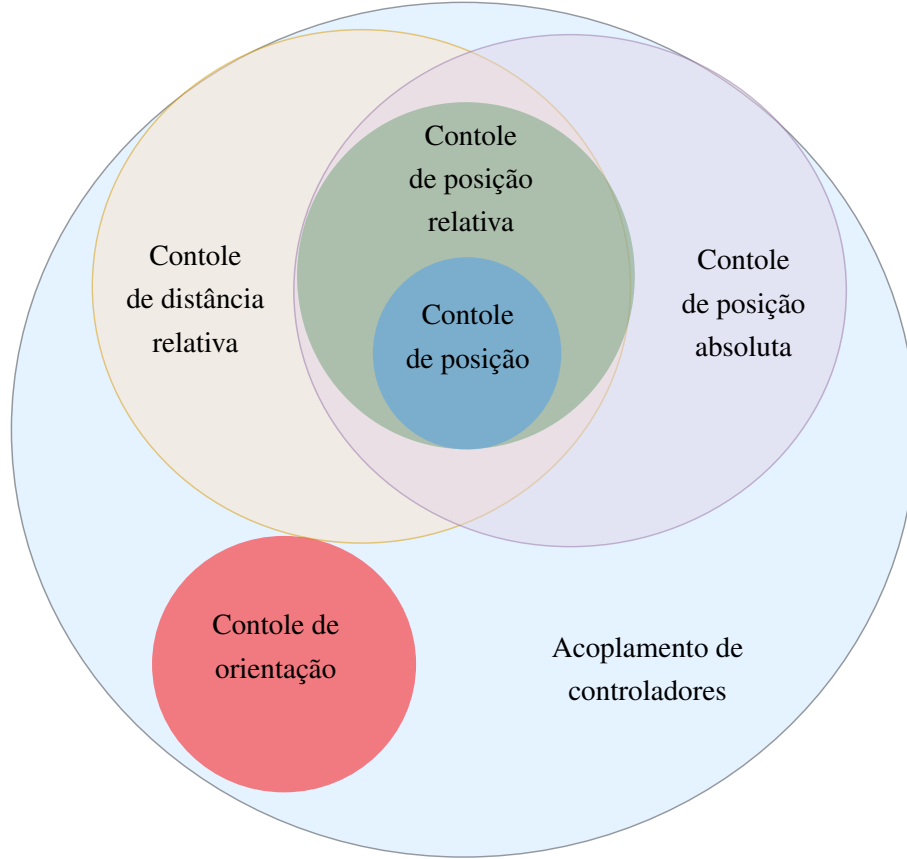 Contole
de posição
relativa
Contole
de distância
relativa
Contole
de posição
Contole
de posição
absoluta
Contole de
orientação
Acoplamento de
controladores